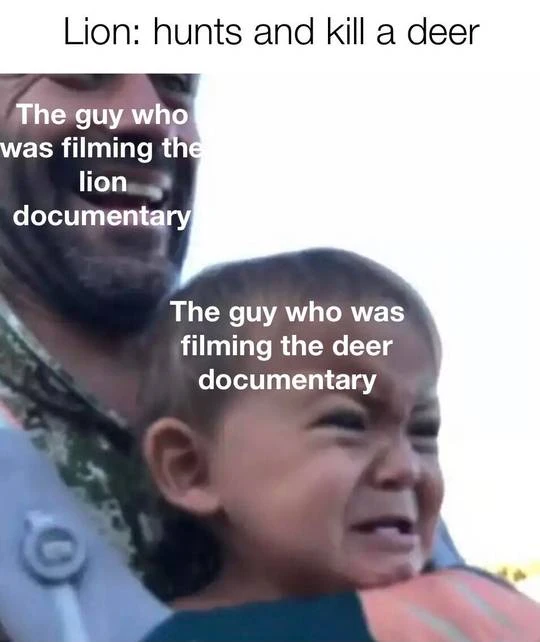 Lion: hunts and kill a deer
The guy who
was filming the
lion
documentary
The guy who was
filming the deer
documentary